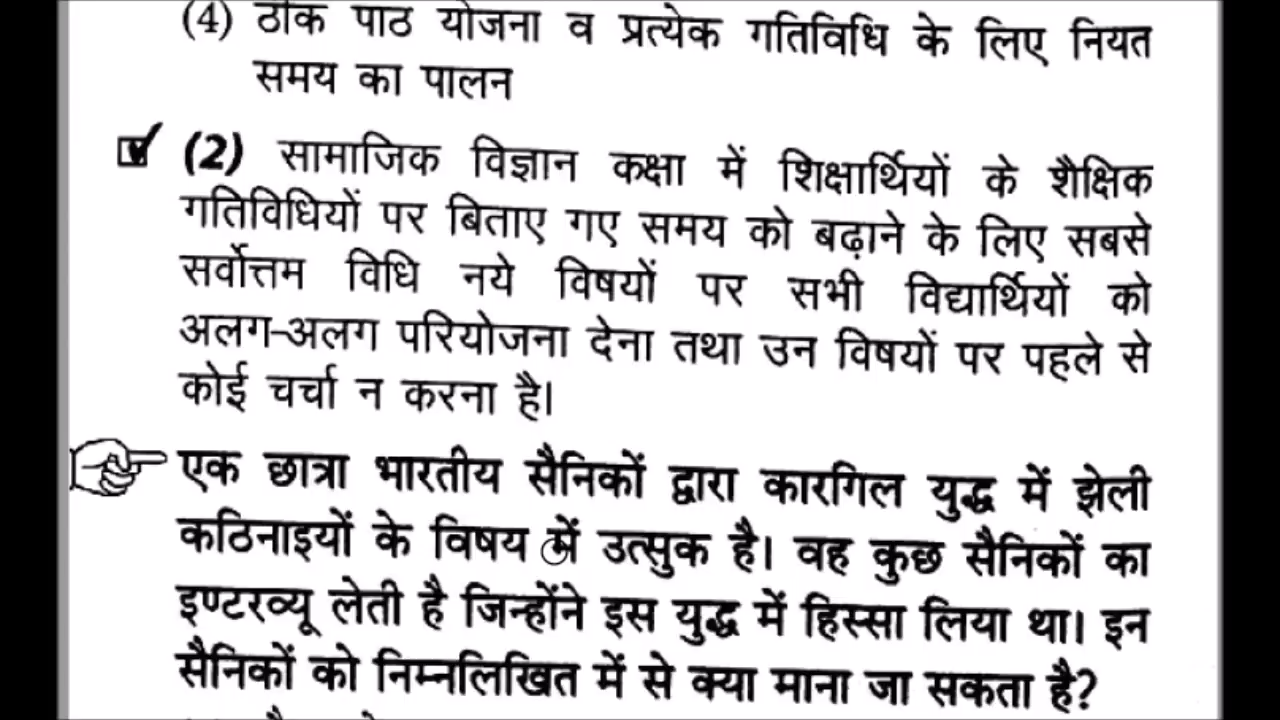 (4) ठोक पाठ योजना व प्रत्येक गतिविधि के लिए नियत
समय का पालन
(2) सामाजिक विज्ञान कक्षा में शिक्षार्थियों के शैक्षिक
गतिविधियों पर बिताए गए समय को बढ़ाने के लिए सबसे
सर्वोत्तम विधि नये विषयों पर सभी विद्यार्थियों को
अलग-अलग परियोजना देना तथा उन विषयों पर पहले से
कोई चर्चा न करना है।
एक छात्रा भारतीय सैनिकों द्वारा कारगिल युद्ध में झेली
कठिनाइयों के विषय में उत्सुक है। वह कुछ सैनिकों का
इण्टरव्यू लेती है जिन्होंने इस युद्ध में हिस्सा लिया था। इन
सैनिकों को निम्नलिखित में से क्या माना जा सकता है?